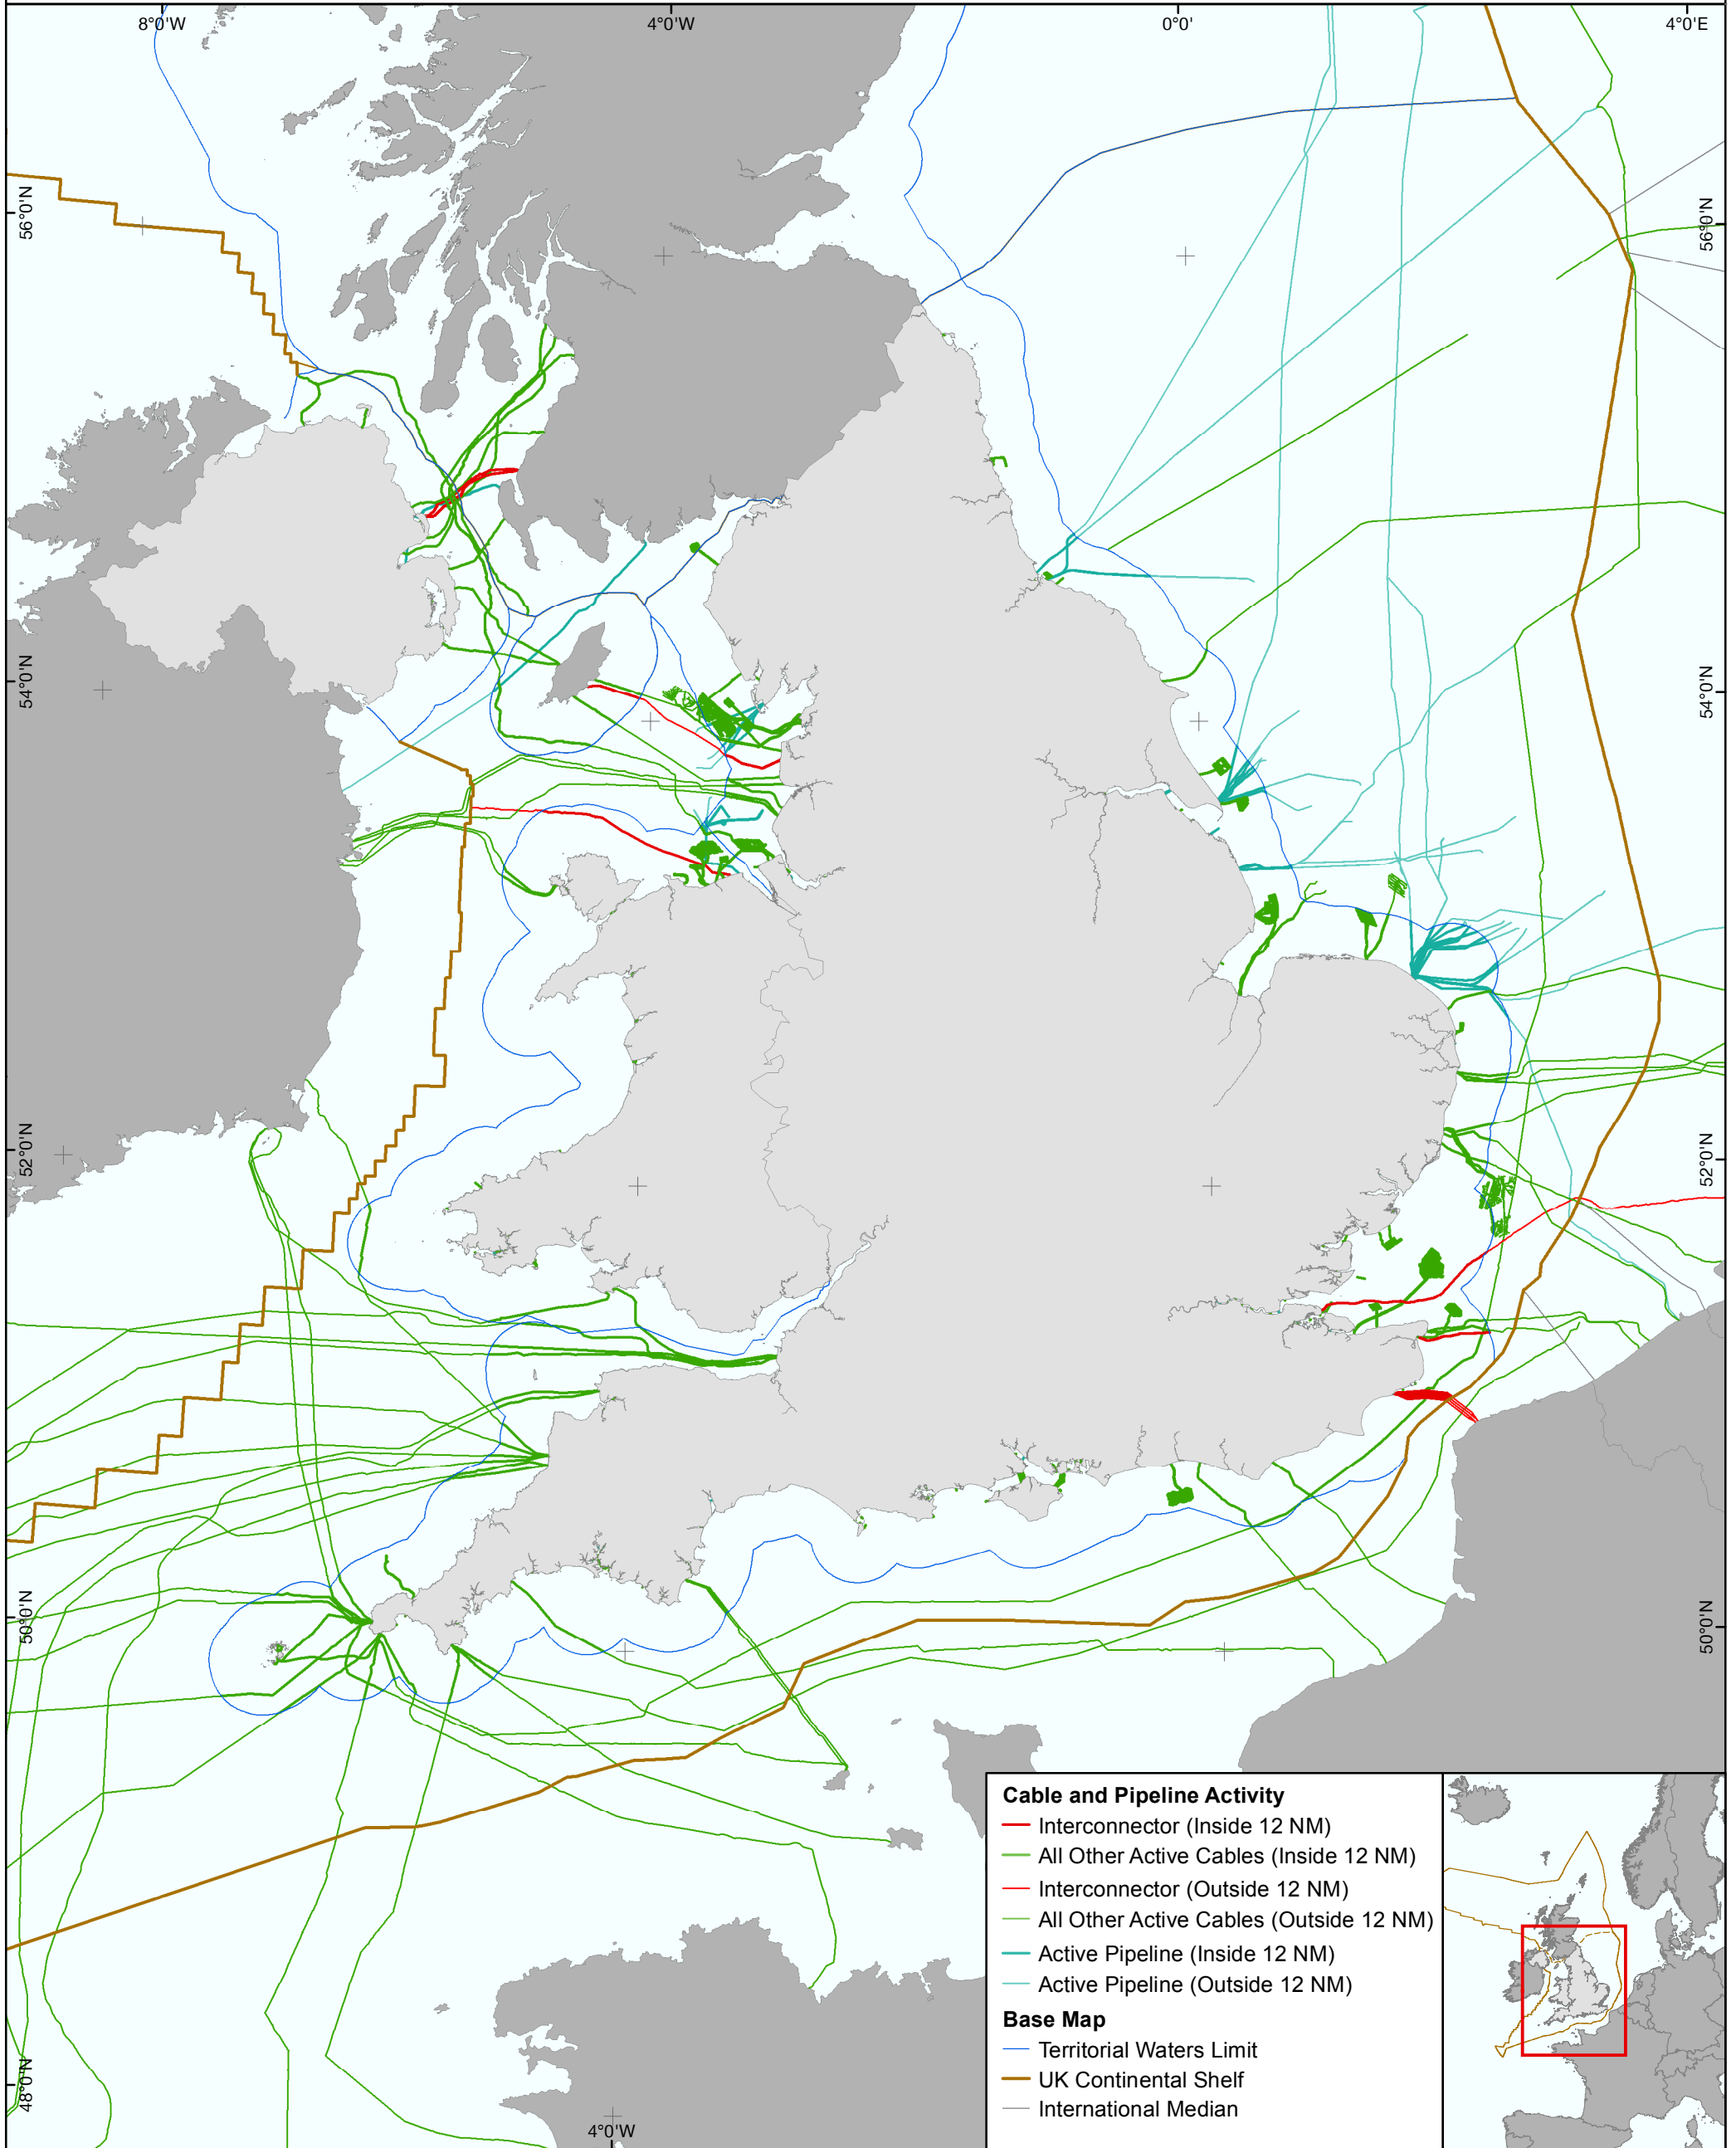 8°0'W 4°0'W 0°0' 4°0'E
56°0'N 56°0'N
54°0'N 54°0'N
52°0'N 52°0'N
50°0'N 50°0'N
48°0'N
4°0'W
Cable and Pipeline Activity
Interconnector (Inside 12 NM)
All Other Active Cables (Inside 12 NM)
Interconnector (Outside 12 NM)
All Other Active Cables (Outside 12 NM)
Active Pipeline (Inside 12 NM)
Active Pipeline (Outside 12 NM)
Base Map
Territorial Waters Limit
UK Continental Shelf
International Median